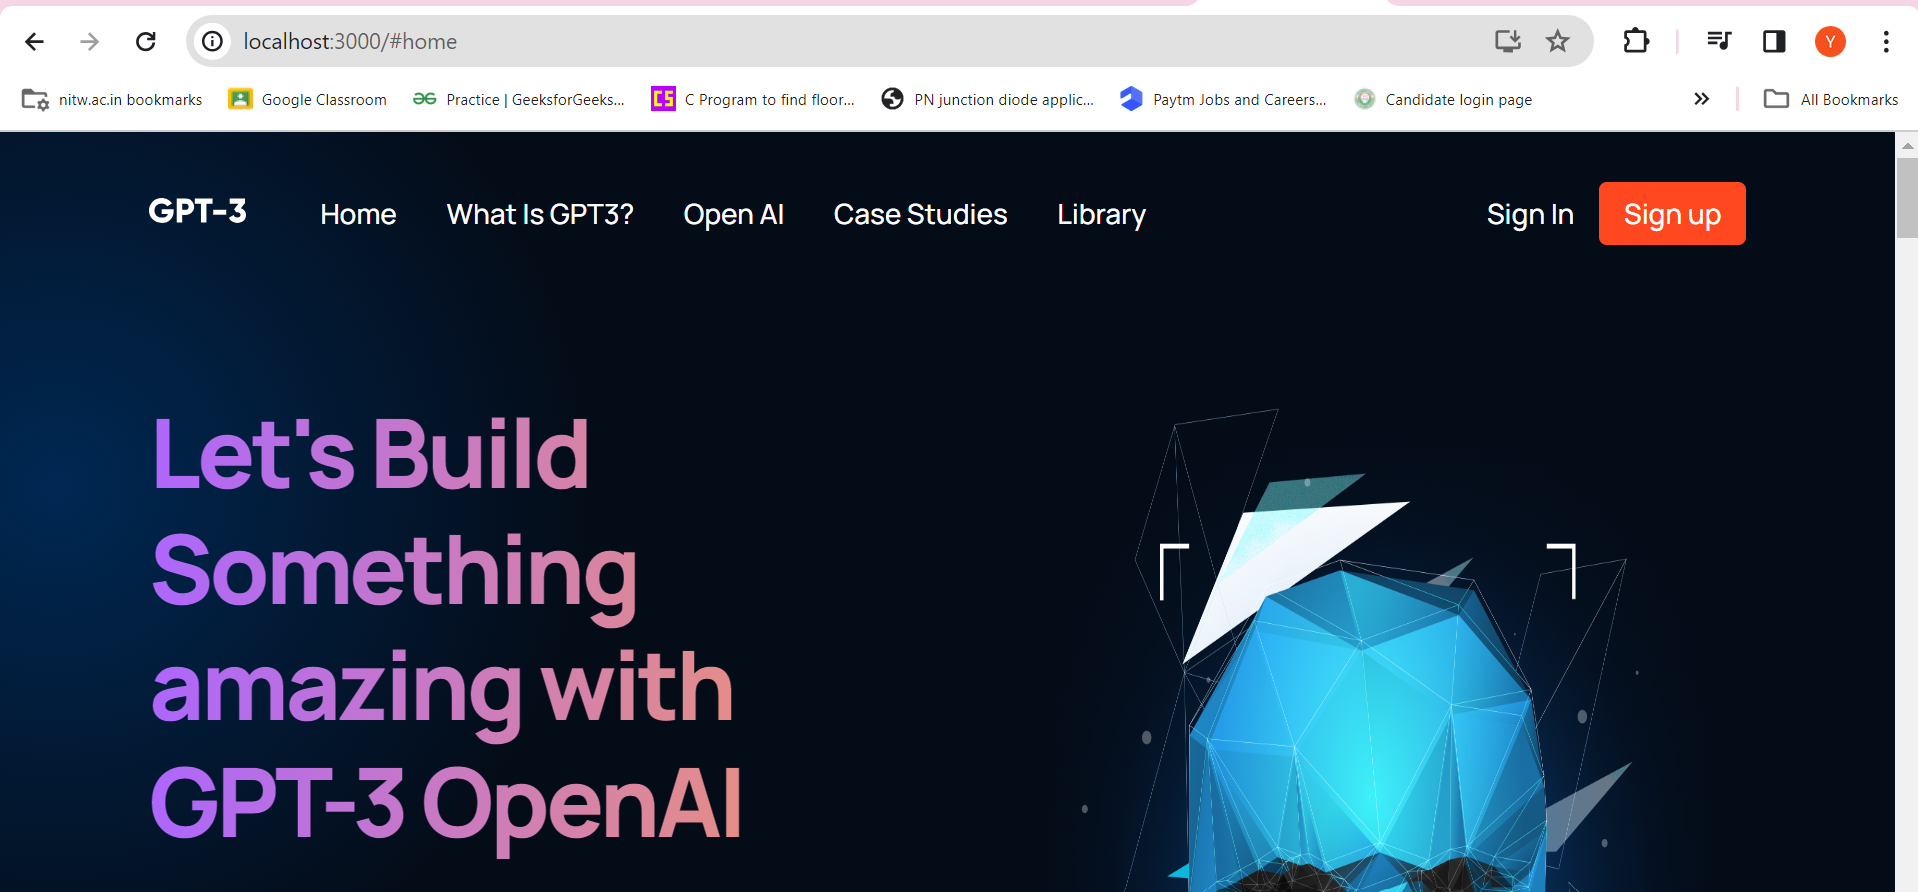 localhost:3000/#home
Y
nitw.ac.in bookmarks
Google Classroom
Practice | GeeksforGeeks...
CS
C Program to find floor...
PN junction diode applic...
Paytm Jobs and Careers...
Candidate login page
All Bookmarks
GPT-3 Home What Is GPT3? Open AI Case Studies Library Sign In Sign up
Let's Build
Something
amazing with
GPT-3 OpenAI